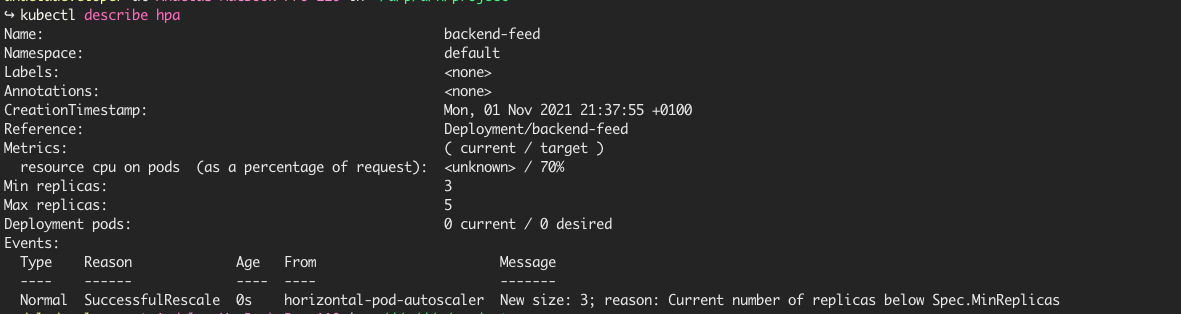 ↪ kubectl describe hpa
Name: backend-feed
Namespace: default
Labels: <none>
Annotations: <none>
CreationTimestamp: Mon, 01 Nov 2021 21:37:55 +0100
Reference: Deployment/backend-feed
Metrics: ( current / target )
  resource cpu on pods  (as a percentage of request): <unknown> / 70%
Min replicas: 3
Max replicas: 5
Deployment pods: 0 current / 0 desired
Events:
  Type    Reason             Age   From                       Message
  ----    ------             ----  ----                       -------
  Normal  SuccessfulRescale  0s    horizontal-pod-autoscaler  New size: 3; reason: Current number of replicas below Spec.MinReplicas